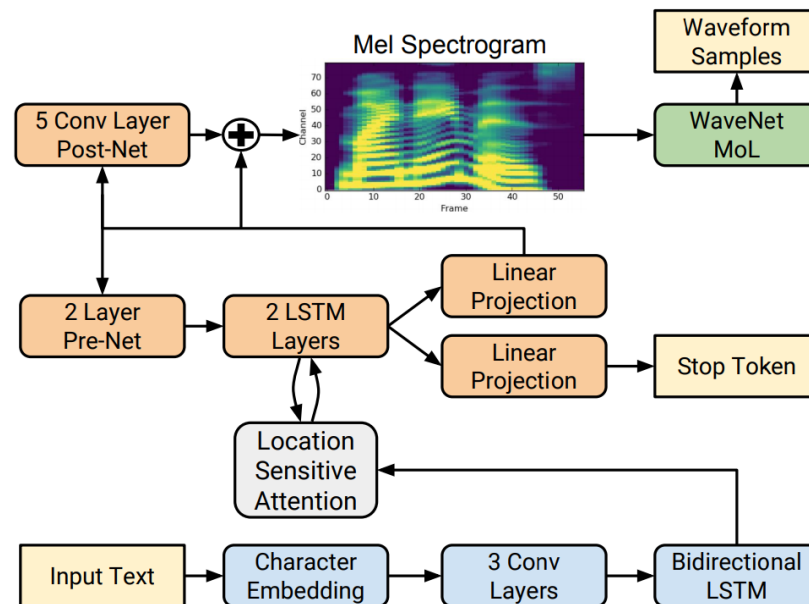 Waveform
Samples
Mel Spectrogram
5 Conv Layer
Post-Net
WaveNet
MoL
Channel
80
70
60
50
40
30
20
10
0
0 10 20 30 40 50
Frame
2 Layer
Pre-Net
2 LSTM
Layers
Linear
Projection
Linear
Projection
Stop Token
Location
Sensitive
Attention
Input Text
Character
Embedding
3 Conv
Layers
Bidirectional
LSTM